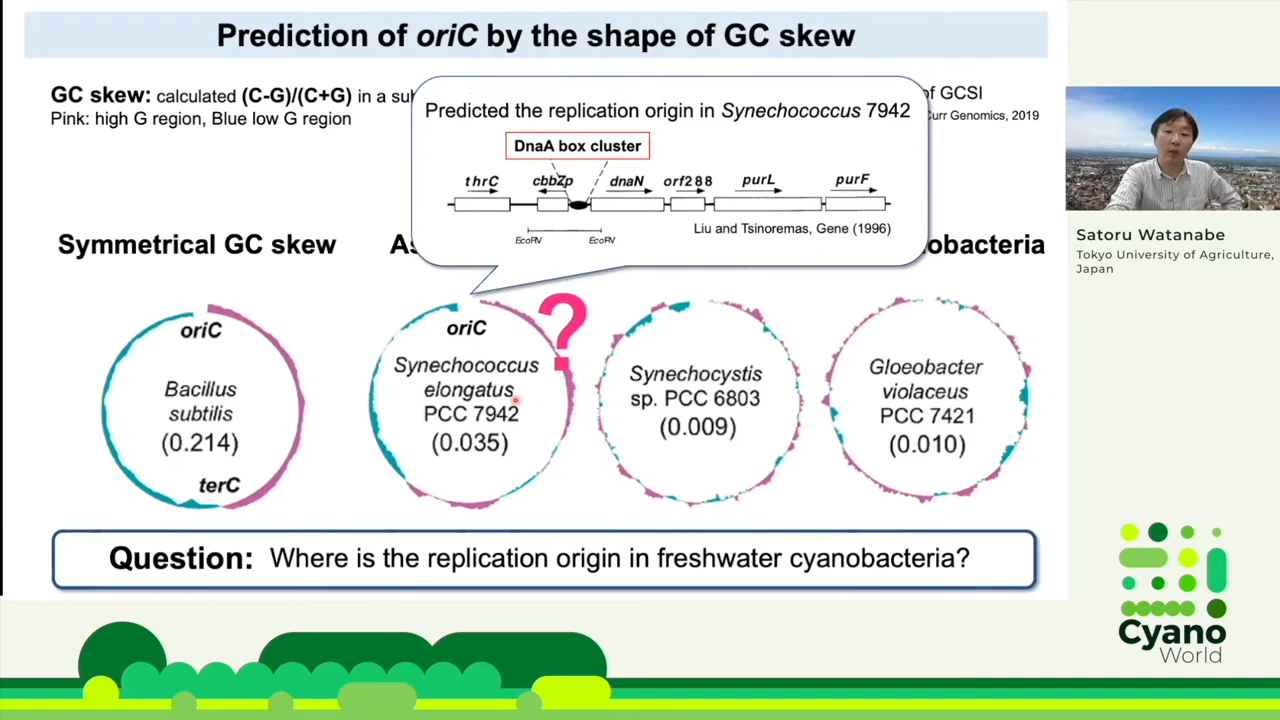 Prediction of oriC by the shape of GC skew
GC skew: calculated (C-G)/(C+G) in a
of GCSI
Pink: high G region, Blue low G region
Curr Genomics, 2019
Predicted the replication origin in Synechococcus 7942
DnaA box cluster
thrC cbbZp dnaN orf288 purL purF
EcoRV EcoRV
Liu and Tsinoremas, Gene (1996)
Symmetrical GC skew
oriC
Bacillus
subtilis
(0.214)
terC
oriC
Synechococcus
elongatus
PCC 7942
(0.035)
?
Synechocystis
sp. PCC 6803
(0.009)
Gloeobacter
violaceus
PCC 7421
(0.010)
Question: Where is the replication origin in freshwater cyanobacteria?
Satoru Watanabe
Tokyo University of Agriculture,
Japan
Cyano
World